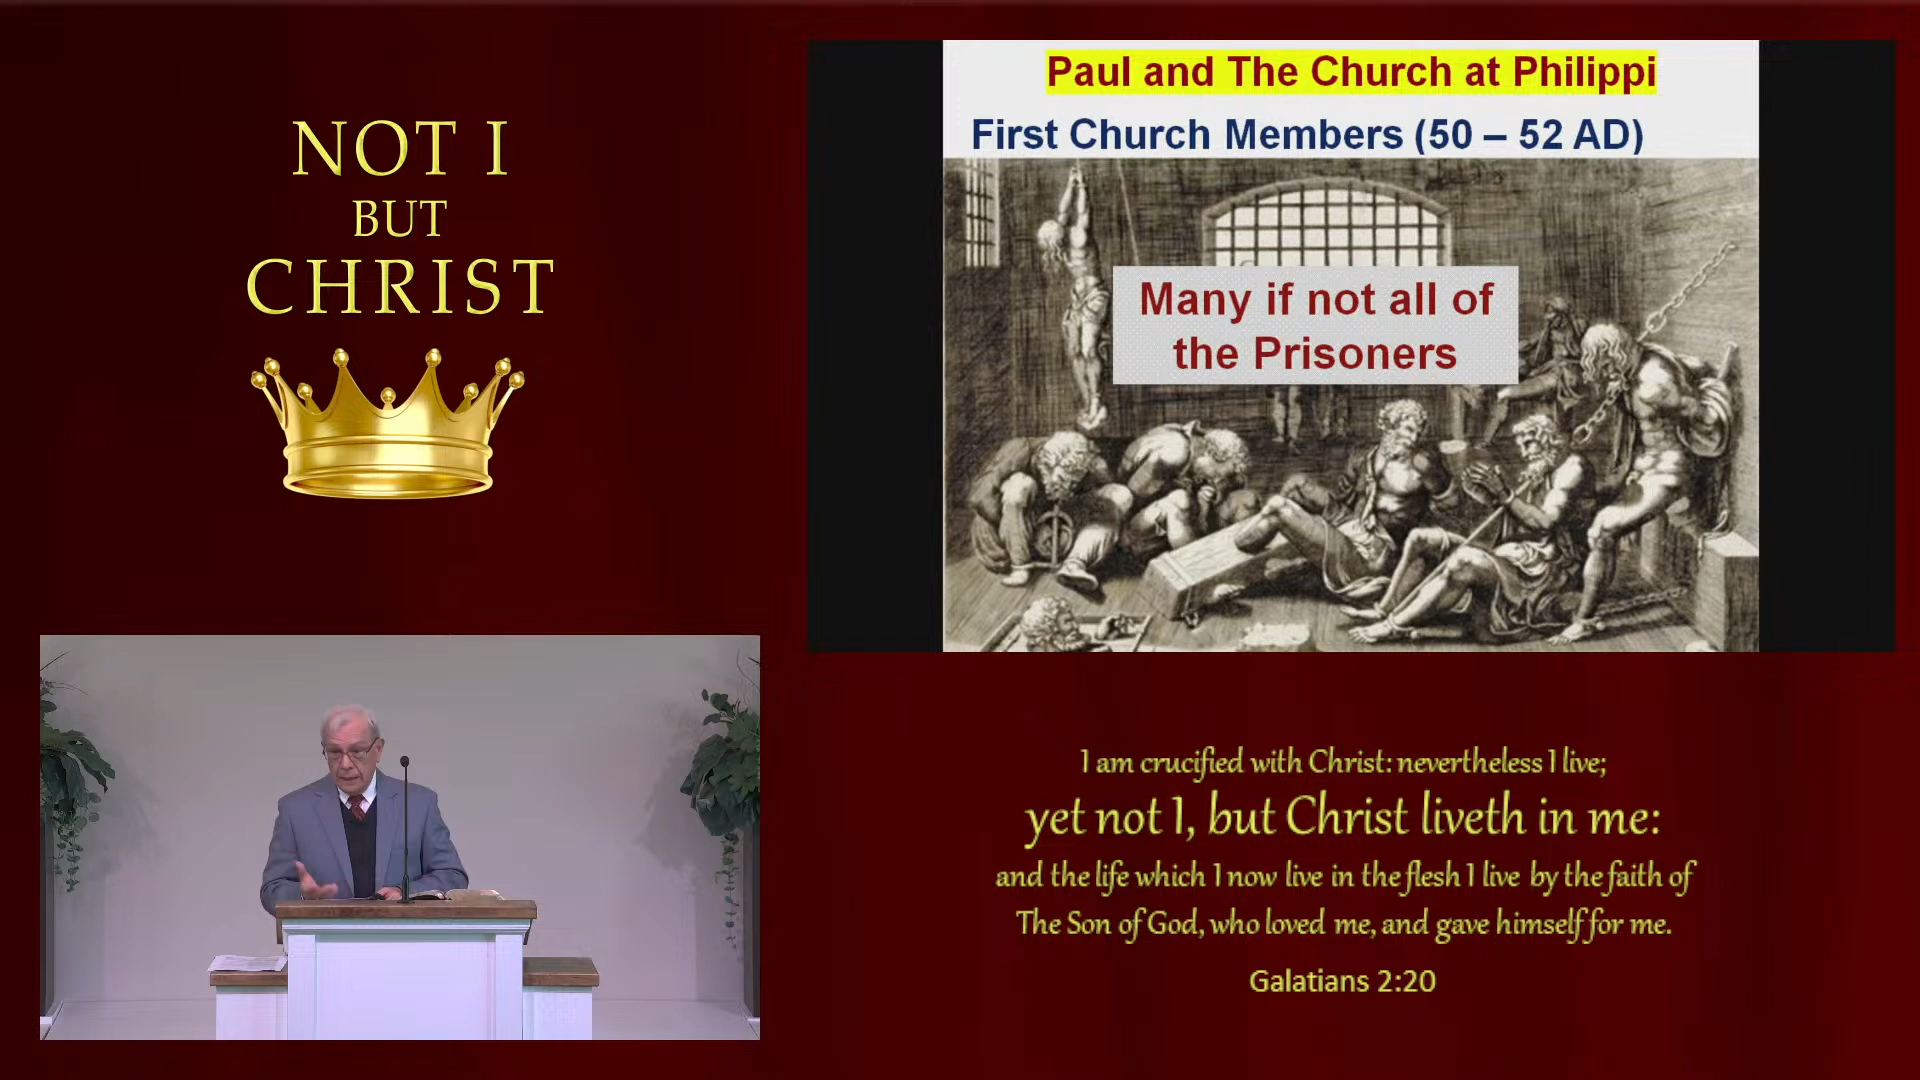 NOT I
BUT
CHRIST
Paul and The Church at Philippi
First Church Members (50 – 52 AD)
Many if not all of
the Prisoners
I am crucified with Christ: nevertheless I live;
yet not I, but Christ liveth in me:
and the life which I now live in the flesh I live by the faith of
The Son of God, who loved me, and gave himself for me.
Galatians 2:20